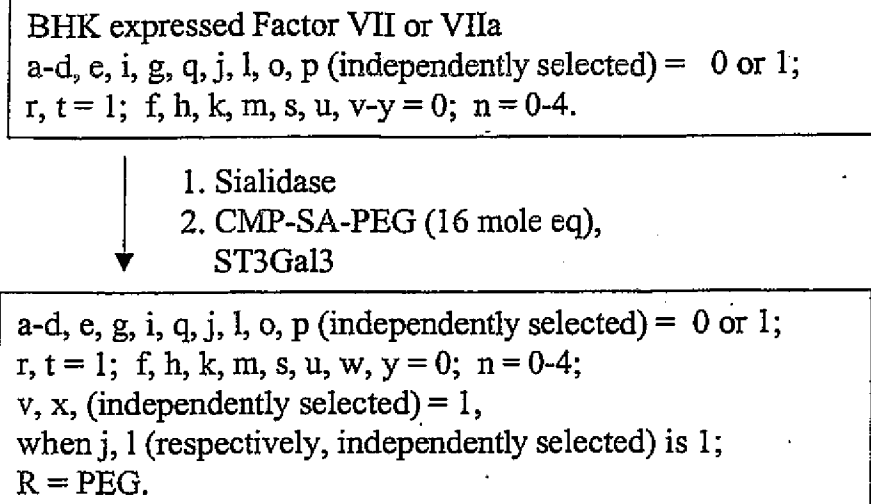 BHK expressed Factor VII or VIIa
a-d, e, i, g, q, j, l, o, p (independently selected) = 0 or 1;
r, t = 1; f, h, k, m, s, u, v-y = 0; n = 0-4.
1. Sialidase
2. CMP-SA-PEG (16 mole eq),
ST3Gal3
a-d, e, g, i, q, j, l, o, p (independently selected) = 0 or 1;
r, t = 1; f, h, k, m, s, u, w, y = 0; n = 0-4;
v, x, (independently selected) = 1,
when j, l (respectively, independently selected) is 1;
R = PEG.